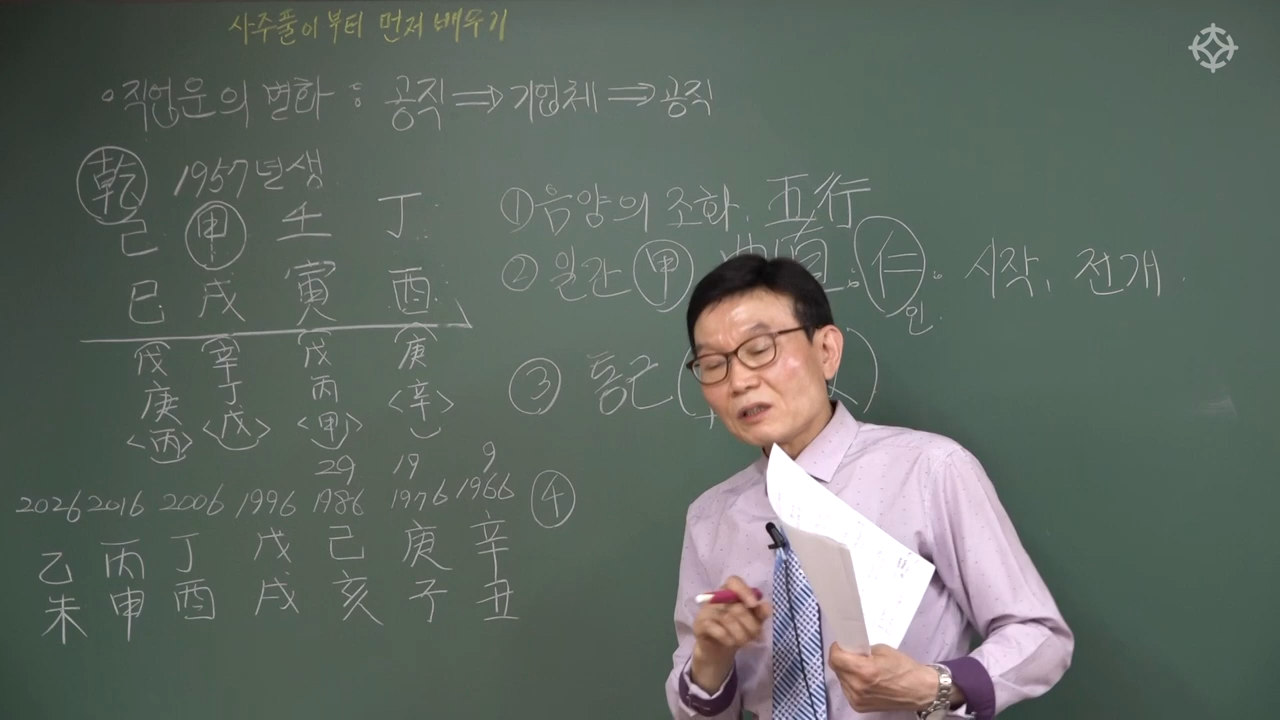 사주풀이부터 먼저 배우기
◦직업운의 변화 : 공직 ⇒ 기업체 ⇒ 공직
乾 1957년생
己 甲 壬 丁
巳 戌 寅 酉
戊 辛 戊 庚
庚 丁 丙 <辛>
<丙> <戊> <甲>
29 19 9
2026 2016 2006 1996 1986 1976 1966
乙 丙 丁 戊 己 庚 辛
未 申 酉 戌 亥 子 丑
① 음양의 조화. 五行
② 일간 甲 直: 仁: 시작, 전개.
인.
③ 통근(
④